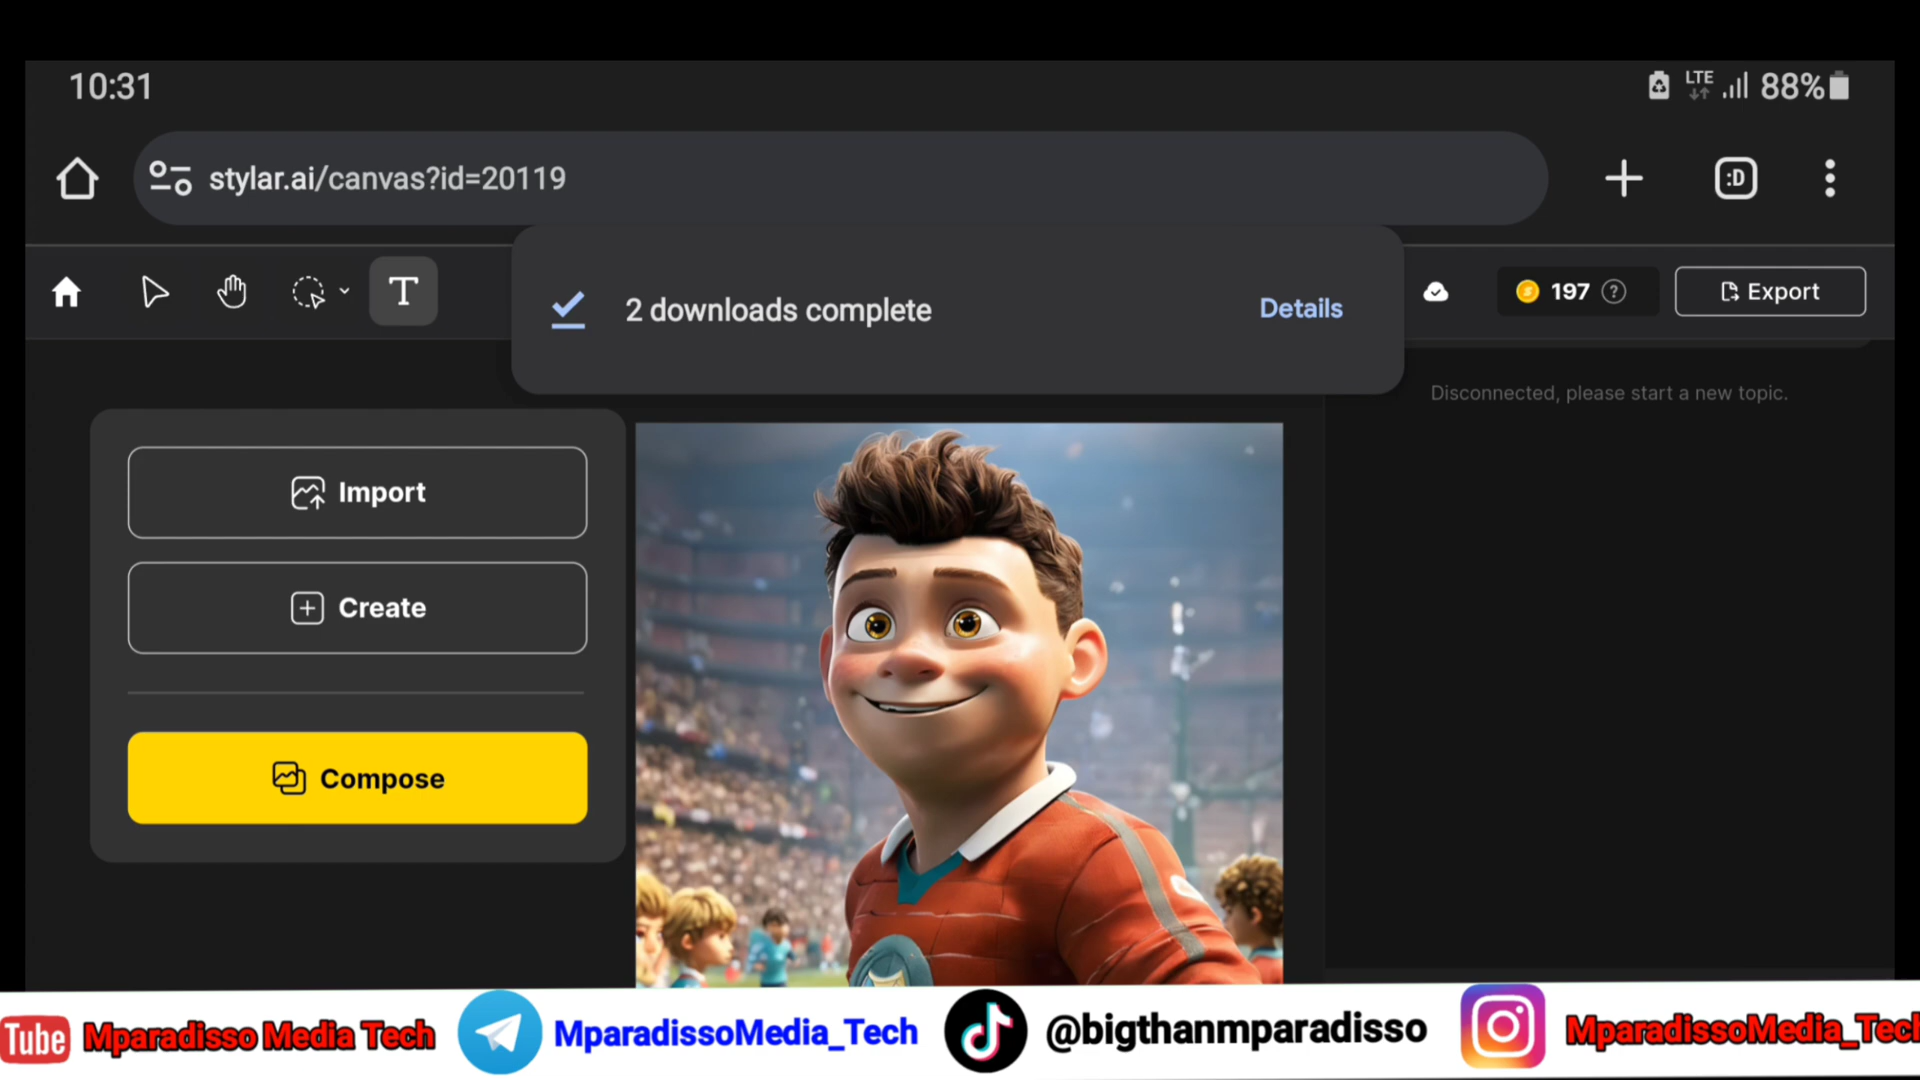 10:31
LTE 88%
stylar.ai/canvas?id=20119
:D
T
2 downloads complete
Details
197 ?
Export
Disconnected, please start a new topic.
Import
Create
Compose
Tube Mparadisso Media Tech
MparadissoMedia_Tech
@bigthanmparadisso
MparadissoMedia_Tech